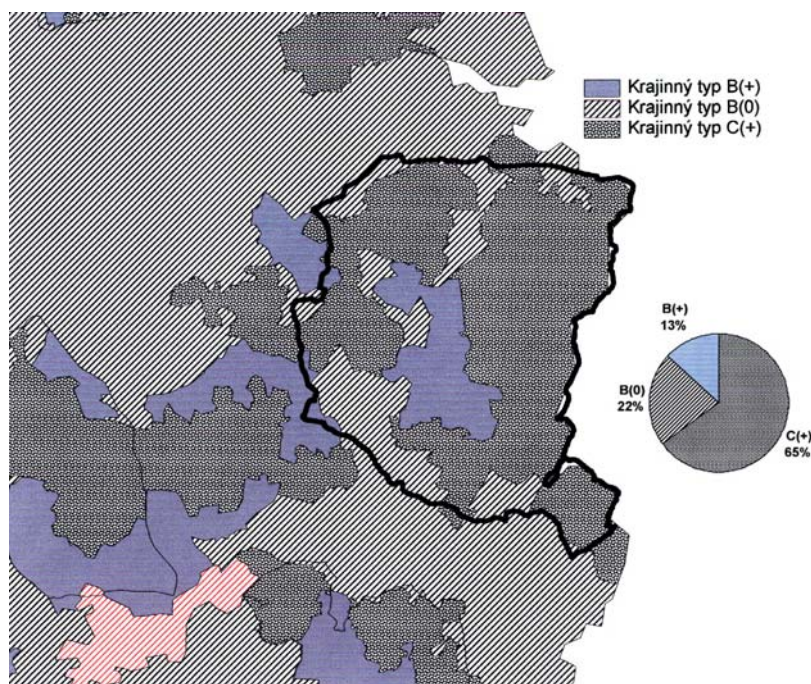 Krajinný typ B(+)
Krajinný typ B(0)
Krajinný typ C(+)
B(+)
13%
B(0)
22%
C(+)
65%